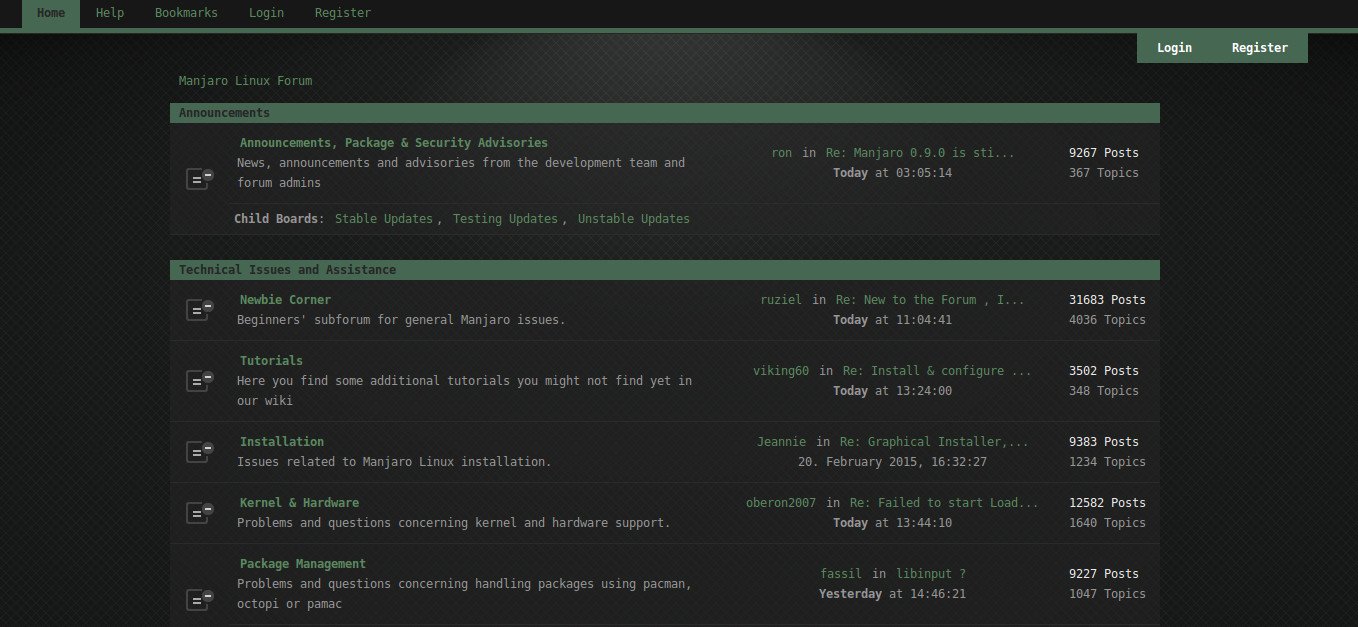 Home Help Bookmarks Login Register
Login Register
Manjaro Linux Forum
Announcements
Announcements, Package & Security Advisories
News, announcements and advisories from the development team and
forum admins
ron in Re: Manjaro 0.9.0 is sti...
Today at 03:05:14
9267 Posts
367 Topics
Child Boards: Stable Updates , Testing Updates , Unstable Updates
Technical Issues and Assistance
Newbie Corner
Beginners' subforum for general Manjaro issues.
ruziel in Re: New to the Forum , I...
Today at 11:04:41
31683 Posts
4036 Topics
Tutorials
Here you find some additional tutorials you might not find yet in
our wiki
viking60 in Re: Install & configure ...
Today at 13:24:00
3502 Posts
348 Topics
Installation
Issues related to Manjaro Linux installation.
Jeannie in Re: Graphical Installer,...
20. February 2015, 16:32:27
9383 Posts
1234 Topics
Kernel & Hardware
Problems and questions concerning kernel and hardware support.
oberon2007 in Re: Failed to start Load...
Today at 13:44:10
12582 Posts
1640 Topics
Package Management
Problems and questions concerning handling packages using pacman,
octopi or pamac
fassil in libinput ?
Yesterday at 14:46:21
9227 Posts
1047 Topics